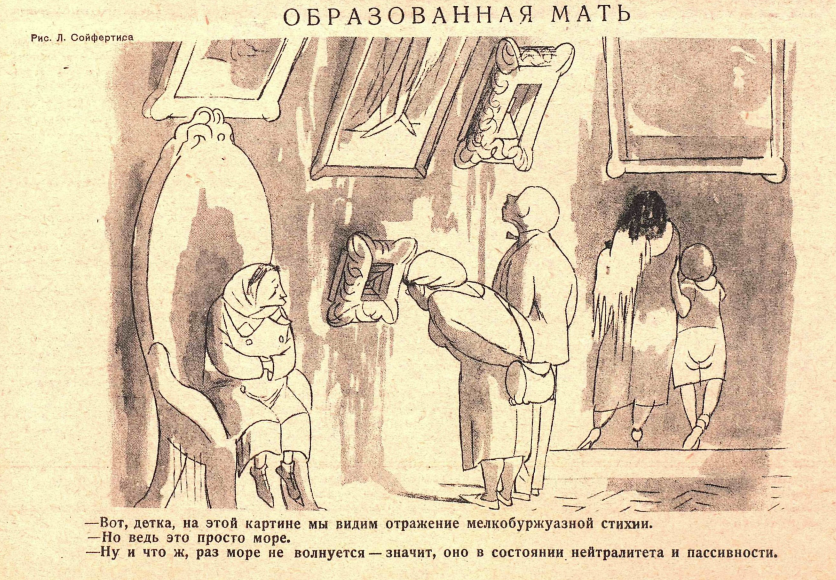 ОБРАЗОВАННАЯ МАТЬ
Рис. Л. Сойфертиса
—Вот, детка, на этой картине мы видим отражение мелкобуржуазной стихии.
—Но ведь это просто море.
—Ну и что ж, раз море не волнуется — значит, оно в состоянии нейтралитета и пассивности.